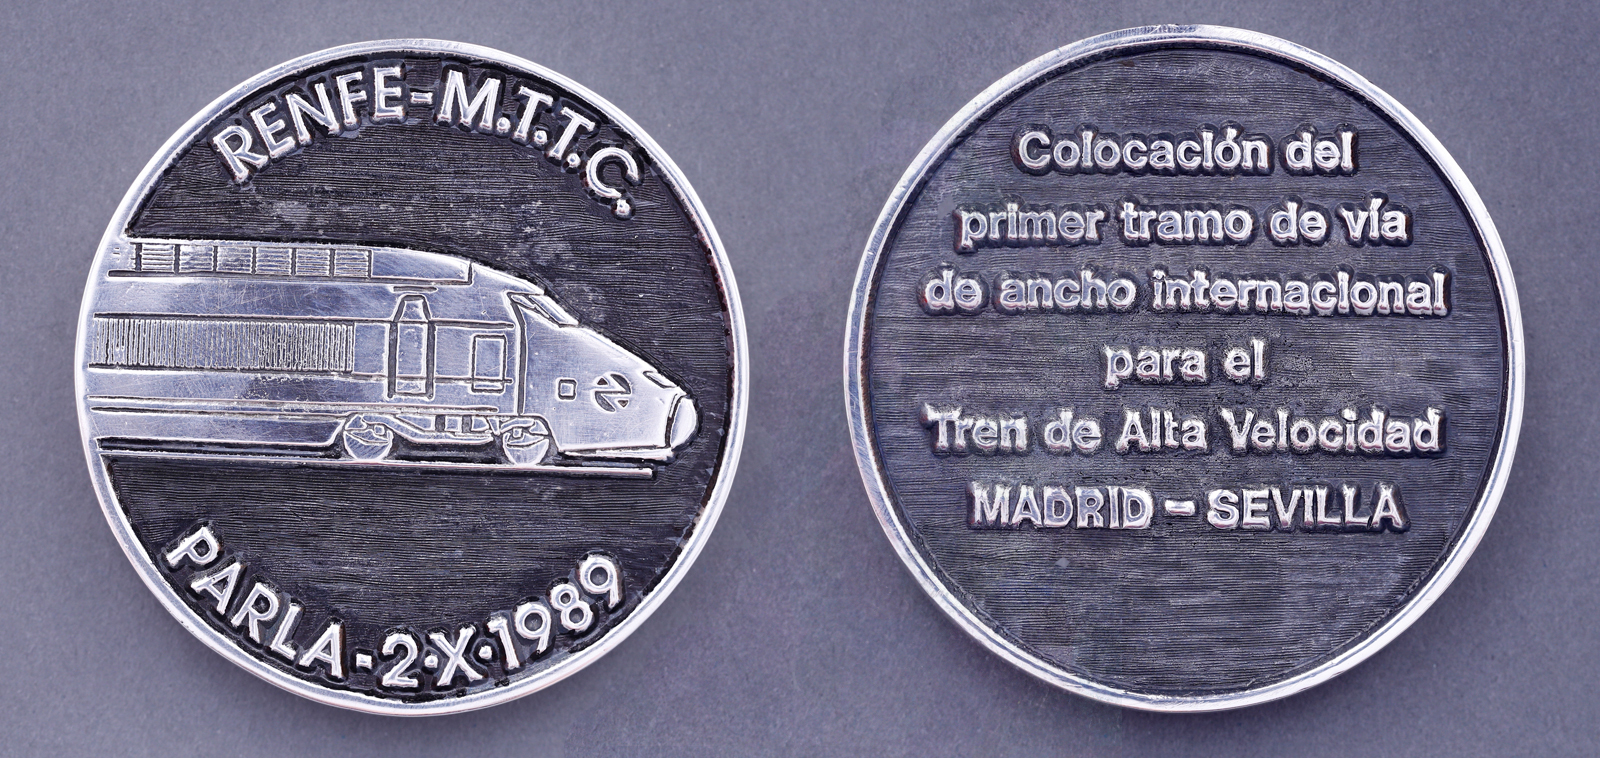 RENFE-M.T.T.C.
PARLA-2·X·1989
Colocación del
primer tramo de vía
de ancho internacional
para el
Tren de Alta Velocidad
MADRID - SEVILLA